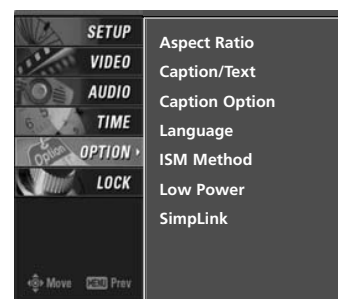 SETUP
VIDEO
AUDIO
TIME
OPTION
LOCK
Move MENU Prev
Aspect Ratio
Caption/Text
Caption Option
Language
ISM Method
Low Power
SimpLink